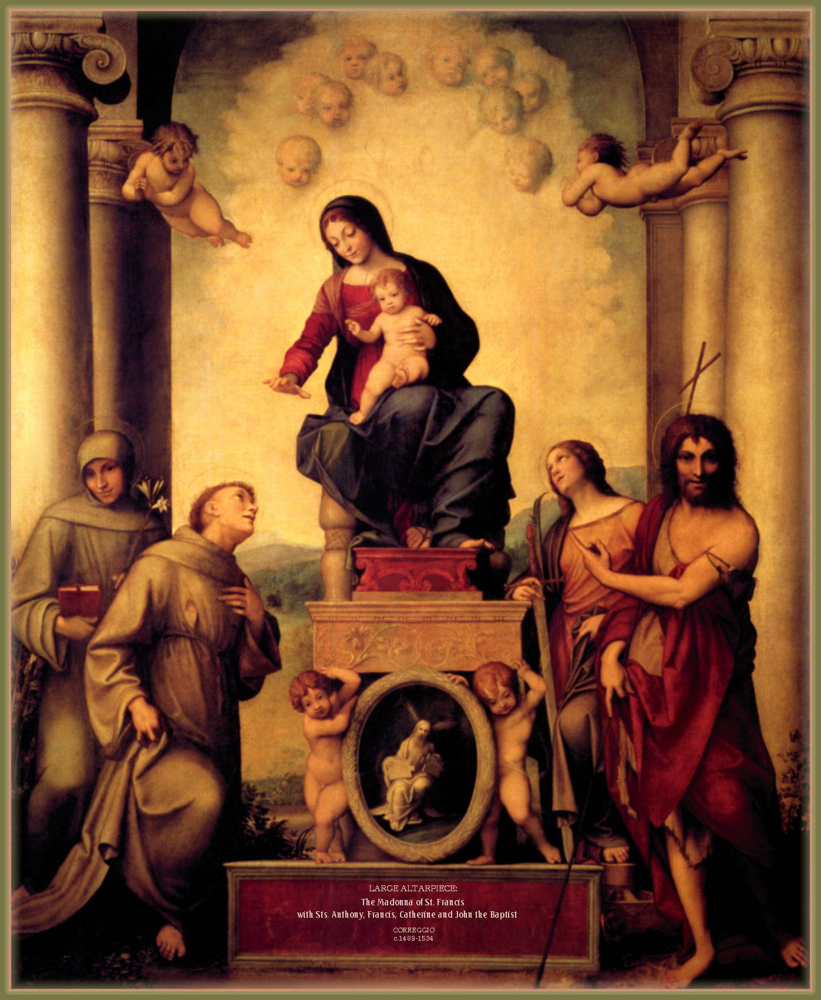 LARGE ALTARPIECE:
The Madonna of St. Francis
with Sts. Anthony, Francis, Catherine and John the Baptist
CORREGGIO
c.1489-1534